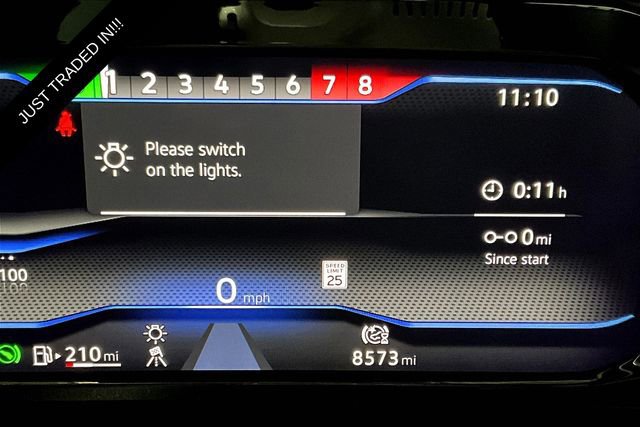 JUST TRADED IN!!!
1 2 3 4 5 6 7 8
11:10
Please switch
on the lights.
0:11h
0mi
Since start
100
SPEED
LIMIT
25
0 mph
210 mi
8573 mi